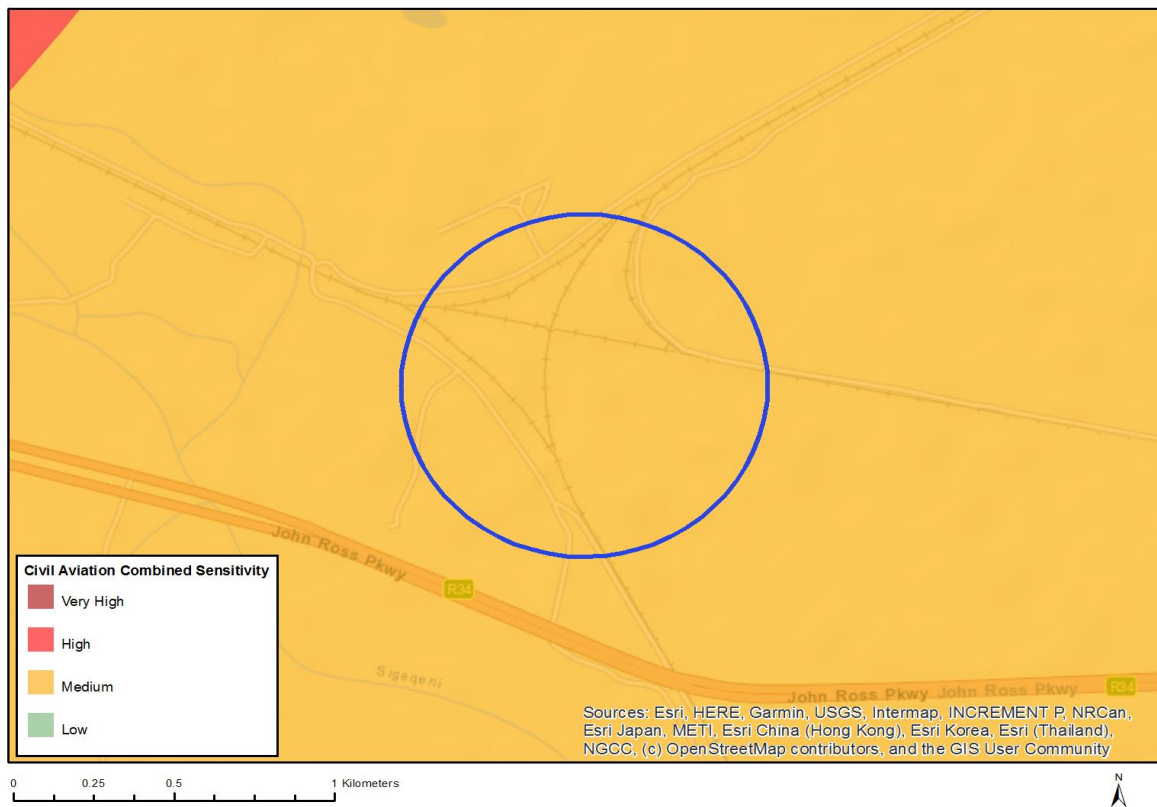 John Ross Pkwy
R34
Sigeqeni
John Ross Pkwy John Ross Pkwy
R34
Civil Aviation Combined Sensitivity
Very High
High
Medium
Low
Sources: Esri, HERE, Garmin, USGS, Intermap, INCREMENT P, NRCan,
Esri Japan, METI, Esri China (Hong Kong), Esri Korea, Esri (Thailand),
NGCC, (c) OpenStreetMap contributors, and the GIS User Community
0 0.25 0.5 1 Kilometers
N